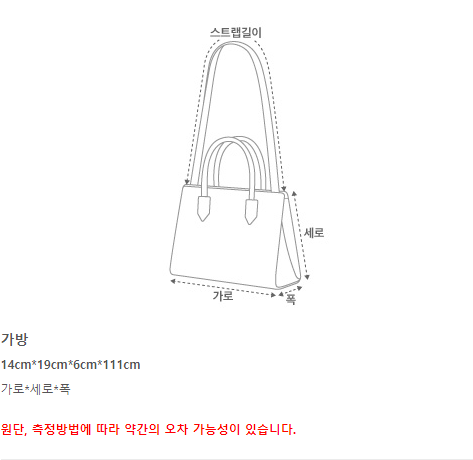 스트랩길이
세로
가로
폭
가방
14cm*19cm*6cm*111cm
가로*세로*폭
원단, 측정방법에 따라 약간의 오차 가능성이 있습니다.